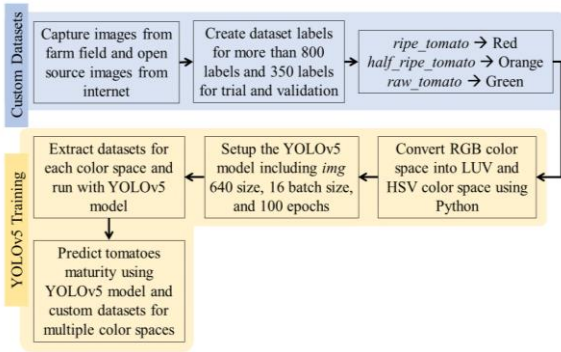 Custom Datasets
Capture images from
farm field and open
source images from
internet
Create dataset labels
for more than 800
labels and 350 labels
for trial and validation
ripe_tomato → Red
half_ripe_tomato → Orange
raw_tomato → Green
YOLOv5 Training
Convert RGB color
space into LUV and
HSV color space using
Python
Setup the YOLOv5
model including img
640 size, 16 batch size,
and 100 epochs
Extract datasets for
each color space and
run with YOLOv5
model
Predict tomatoes
maturity using
YOLOv5 model and
custom datasets for
multiple color spaces